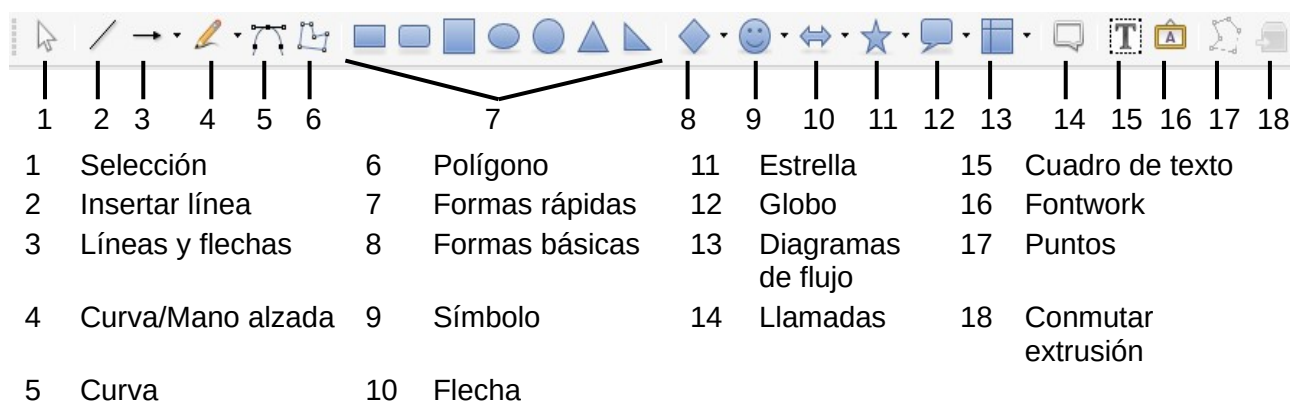 T A
1 2 3 4 5 6 7 8 9 10 11 12 13 14 15 16 17 18
1 Selección 6 Polígono 11 Estrella 15 Cuadro de texto
2 Insertar línea 7 Formas rápidas 12 Globo 16 Fontwork
3 Líneas y flechas 8 Formas básicas 13 Diagramas 17 Puntos
de flujo
4 Curva/Mano alzada 9 Símbolo 14 Llamadas 18 Conmutar
extrusión
5 Curva 10 Flecha